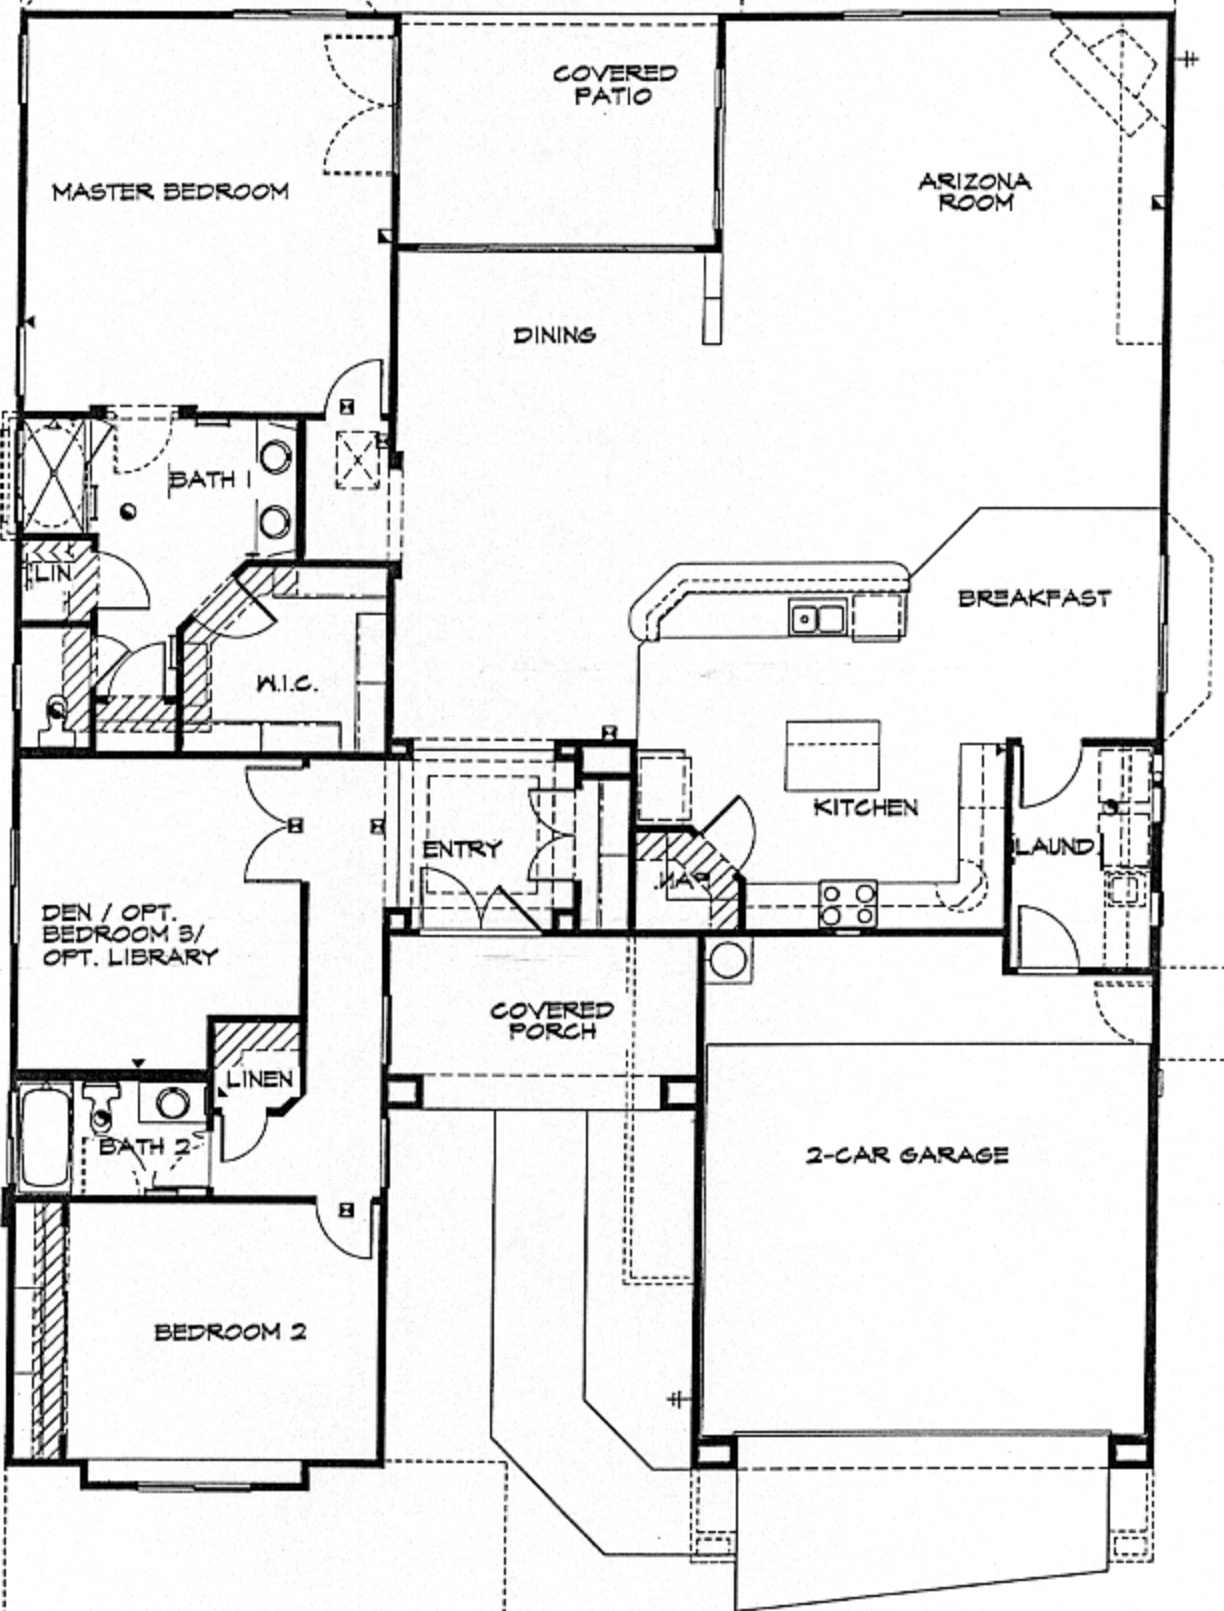 COVERED
PATIO
MASTER BEDROOM
ARIZONA
ROOM
DINING
BATH 1
LIN
BREAKFAST
W.I.C.
KITCHEN
ENTRY
LAUND.
PAN.
DEN / OPT.
BEDROOM 3/
OPT. LIBRARY
COVERED
PORCH
LINEN
BATH 2
2-CAR GARAGE
BEDROOM 2